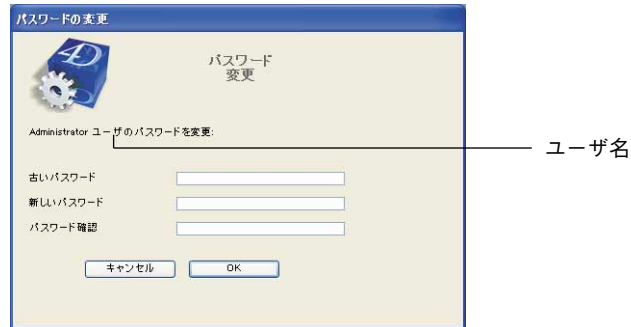 パスワードの変更
4D
パスワード
変更
Administrator ユーザのパスワードを変更:
ユーザ名
古いパスワード
新しいパスワード
パスワード確認
キャンセル
OK